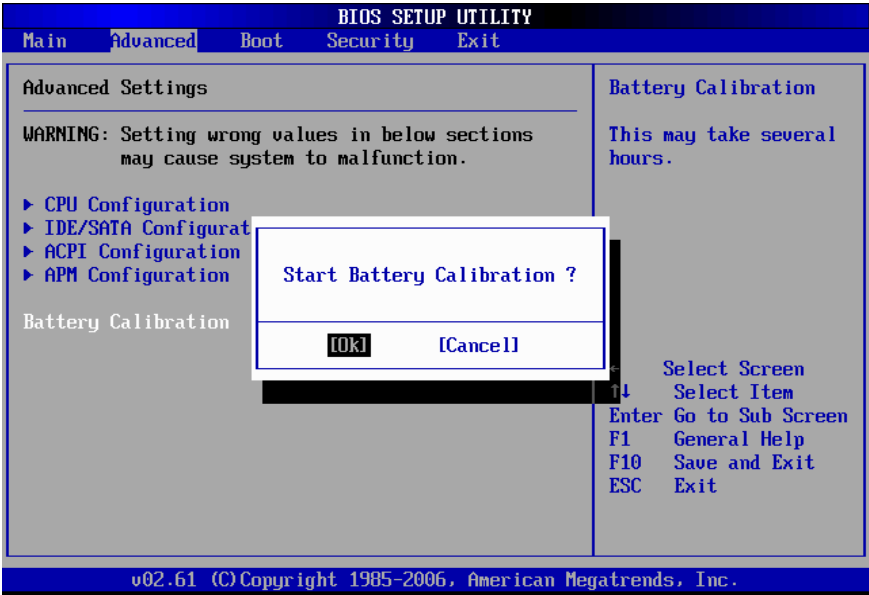 BIOS SETUP UTILITY
Main Advanced Boot Security Exit
Advanced Settings
WARNING: Setting wrong values in below sections
may cause system to malfunction.
▶ CPU Configuration
▶ IDE/SATA Configurat
▶ ACPI Configuration
▶ APM Configuration
Battery Calibration
Start Battery Calibration ?
[Ok] [Cancel]
Battery Calibration
This may take several
hours.
← Select Screen
↑↓ Select Item
Enter Go to Sub Screen
F1 General Help
F10 Save and Exit
ESC Exit
v02.61 (C)Copyright 1985-2006, American Megatrends, Inc.